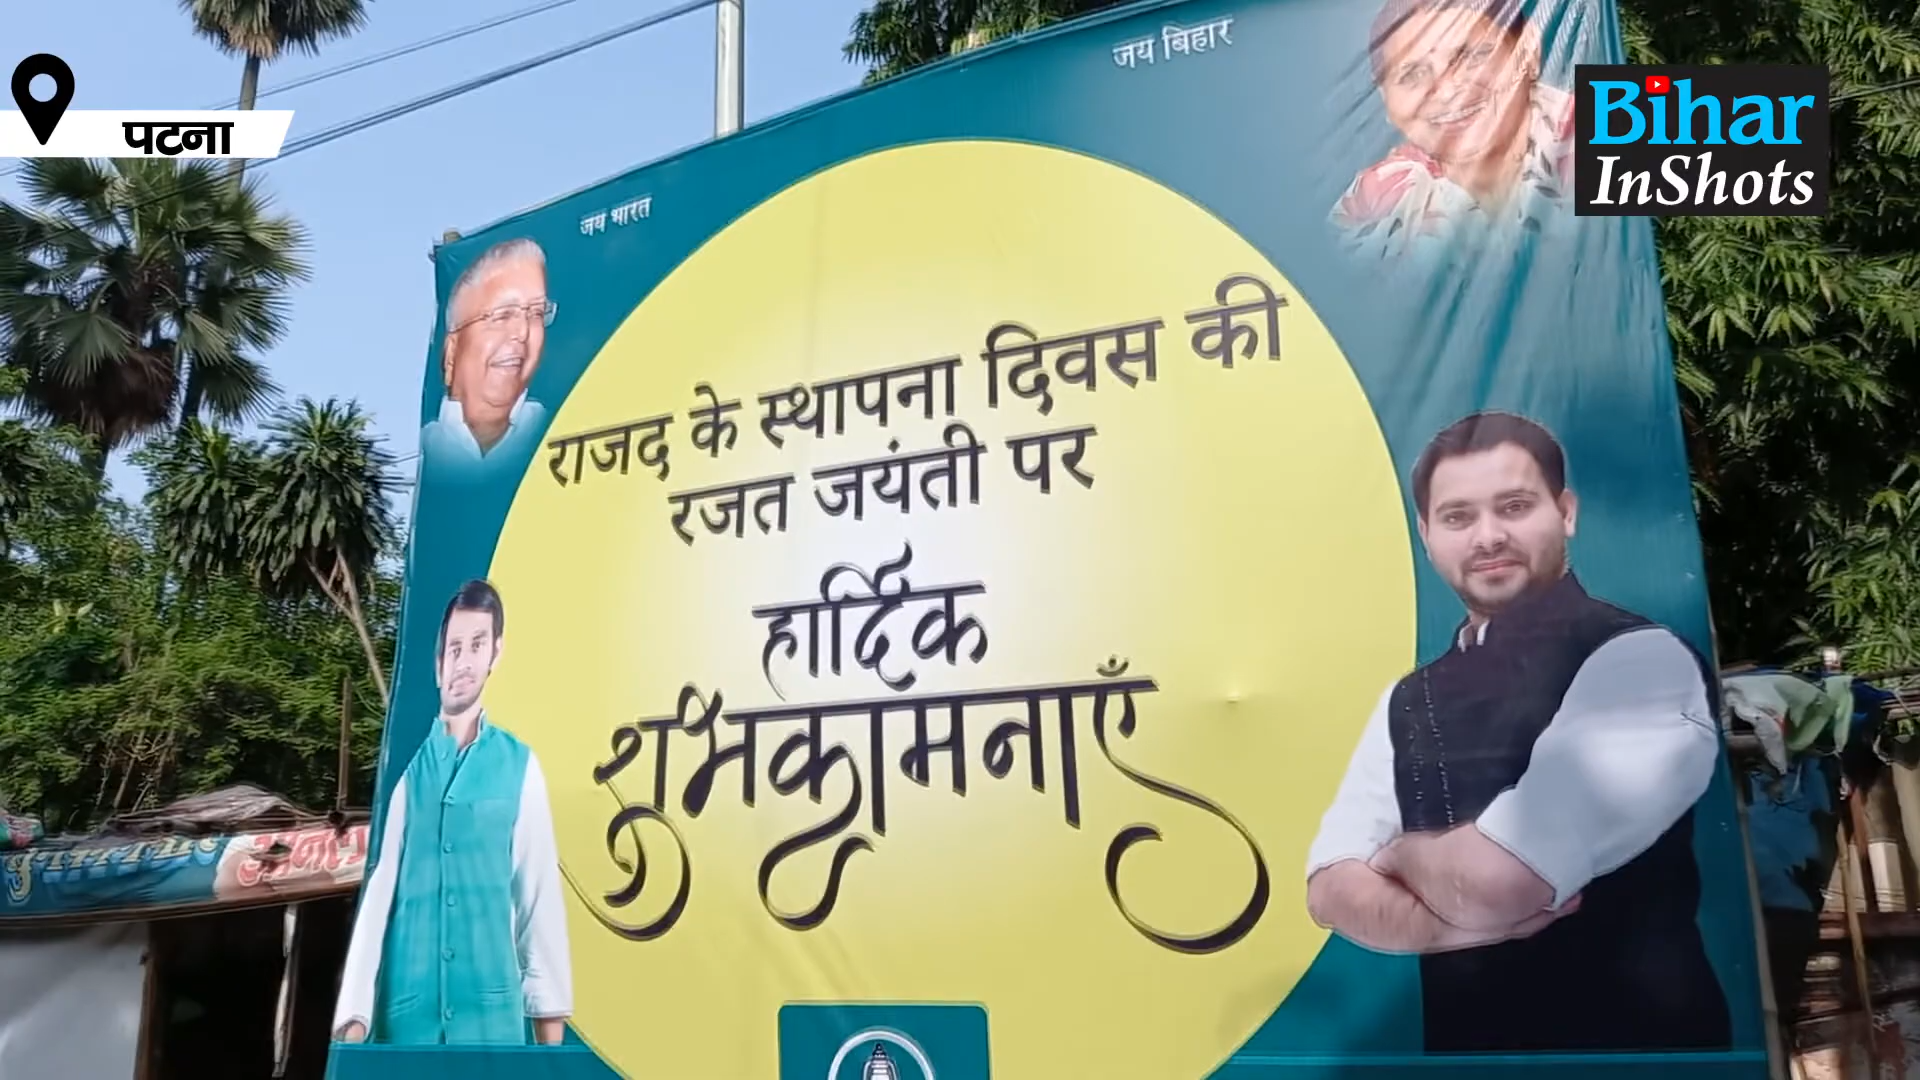 पटना
Bihar
InShots
जय भारत
जय बिहार
राजद के स्थापना दिवस की
रजत जयंती पर
हार्दिक
शुभकामनाएँ